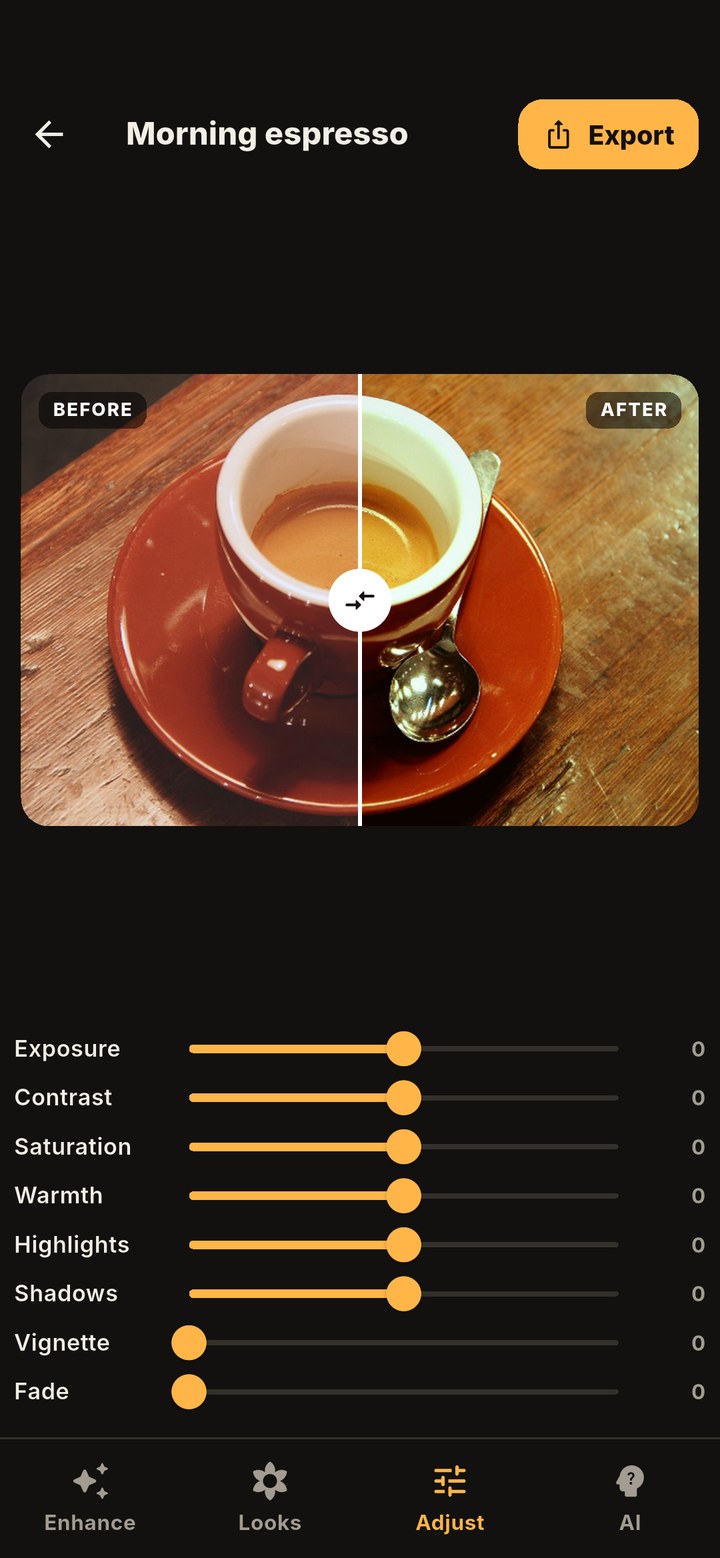 Morning espresso
Export
BEFORE
AFTER
Exposure 0
Contrast 0
Saturation 0
Warmth 0
Highlights 0
Shadows 0
Vignette 0
Fade 0
Enhance Looks Adjust AI